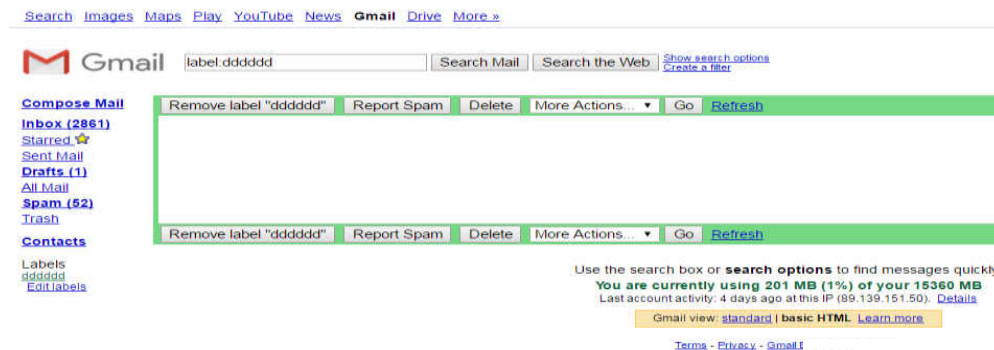 Search Images Maps Play YouTube News Gmail Drive More »
Gmail label:dddddd Search Mail Search the Web Show search options
Create a filter
Compose Mail Remove label "dddddd" Report Spam Delete More Actions... Go Refresh
Inbox (2861)
Starred
Sent Mail
Drafts (1)
All Mail
Spam (52)
Trash
Remove label "dddddd" Report Spam Delete More Actions... Go Refresh
Contacts
Labels
dddddd
Edit labels
Use the search box or search options to find messages quickly
You are currently using 201 MB (1%) of your 15360 MB
Last account activity: 4 days ago at this IP (89.139.151.50). Details
Gmail view: standard | basic HTML Learn more
Terms - Privacy - Gmail